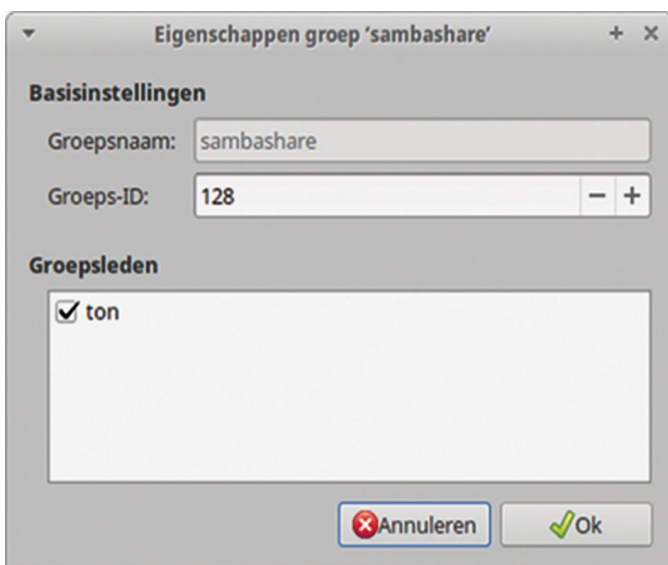 Eigenschappen groep 'sambashare'
Basisinstellingen
Groepsnaam: sambashare
Groeps-ID: 128
Groepsleden
ton
Annuleren Ok